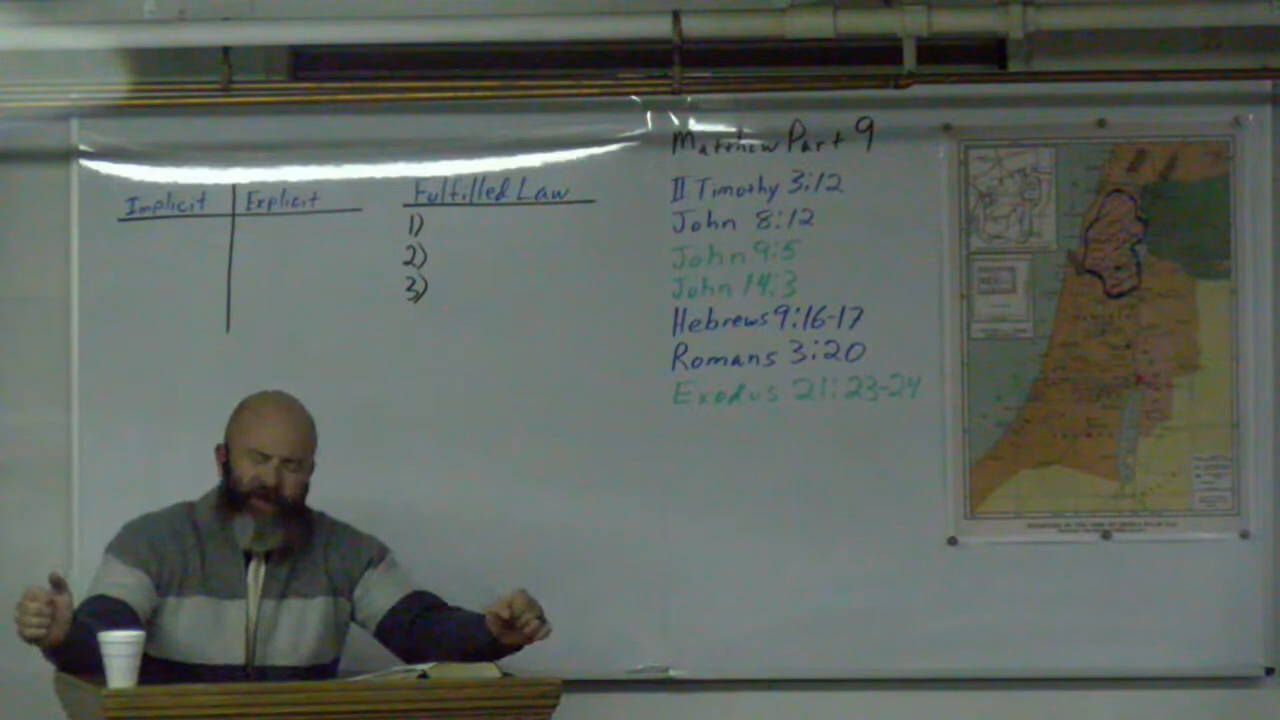 Implicit Explicit
Fulfilled Law
1)
2)
3)
Matthew Part 9
II Timothy 3:12
John 8:12
John 9:5
John 14:3
Hebrews 9:16-17
Romans 3:20
Exodus 21:23-24